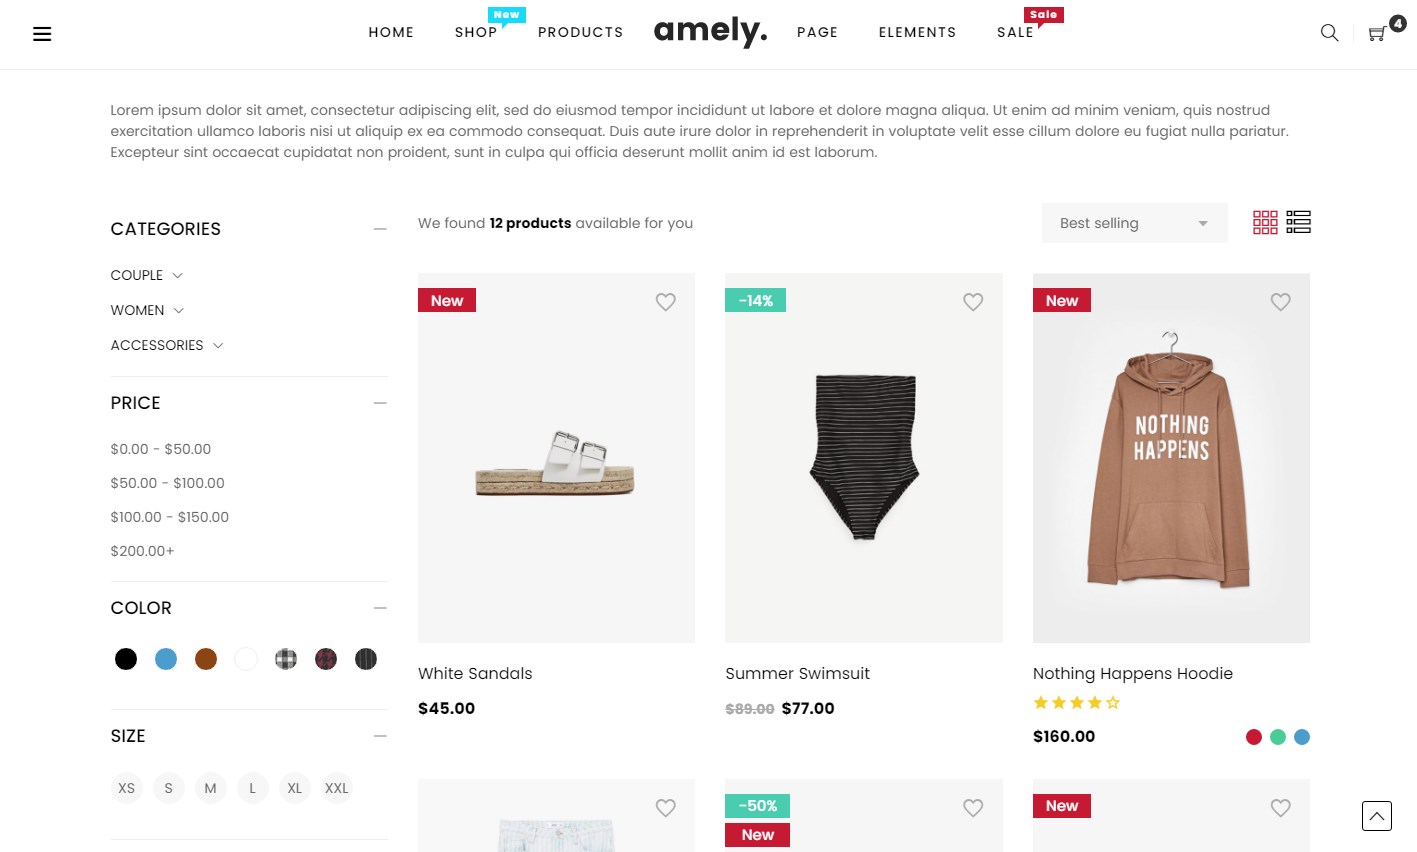 HOME
SHOP
New
PRODUCTS
amely.
PAGE
ELEMENTS
SALE
Sale
4
Lorem ipsum dolor sit amet, consectetur adipiscing elit, sed do eiusmod tempor incididunt ut labore et dolore magna aliqua. Ut enim ad minim veniam, quis nostrud
exercitation ullamco laboris nisi ut aliquip ex ea commodo consequat. Duis aute irure dolor in reprehenderit in voluptate velit esse cillum dolore eu fugiat nulla pariatur.
Excepteur sint occaecat cupidatat non proident, sunt in culpa qui officia deserunt mollit anim id est laborum.
CATEGORIES
COUPLE
WOMEN
ACCESSORIES
PRICE
$0.00 - $50.00
$50.00 - $100.00
$100.00 - $150.00
$200.00+
COLOR
SIZE
XS S M L XL XXL
We found 12 products available for you
Best selling
New
White Sandals
$45.00
-14%
Summer Swimsuit
$89.00 $77.00
New
NOTHING
HAPPENS
Nothing Happens Hoodie
$160.00
-50%
New
New